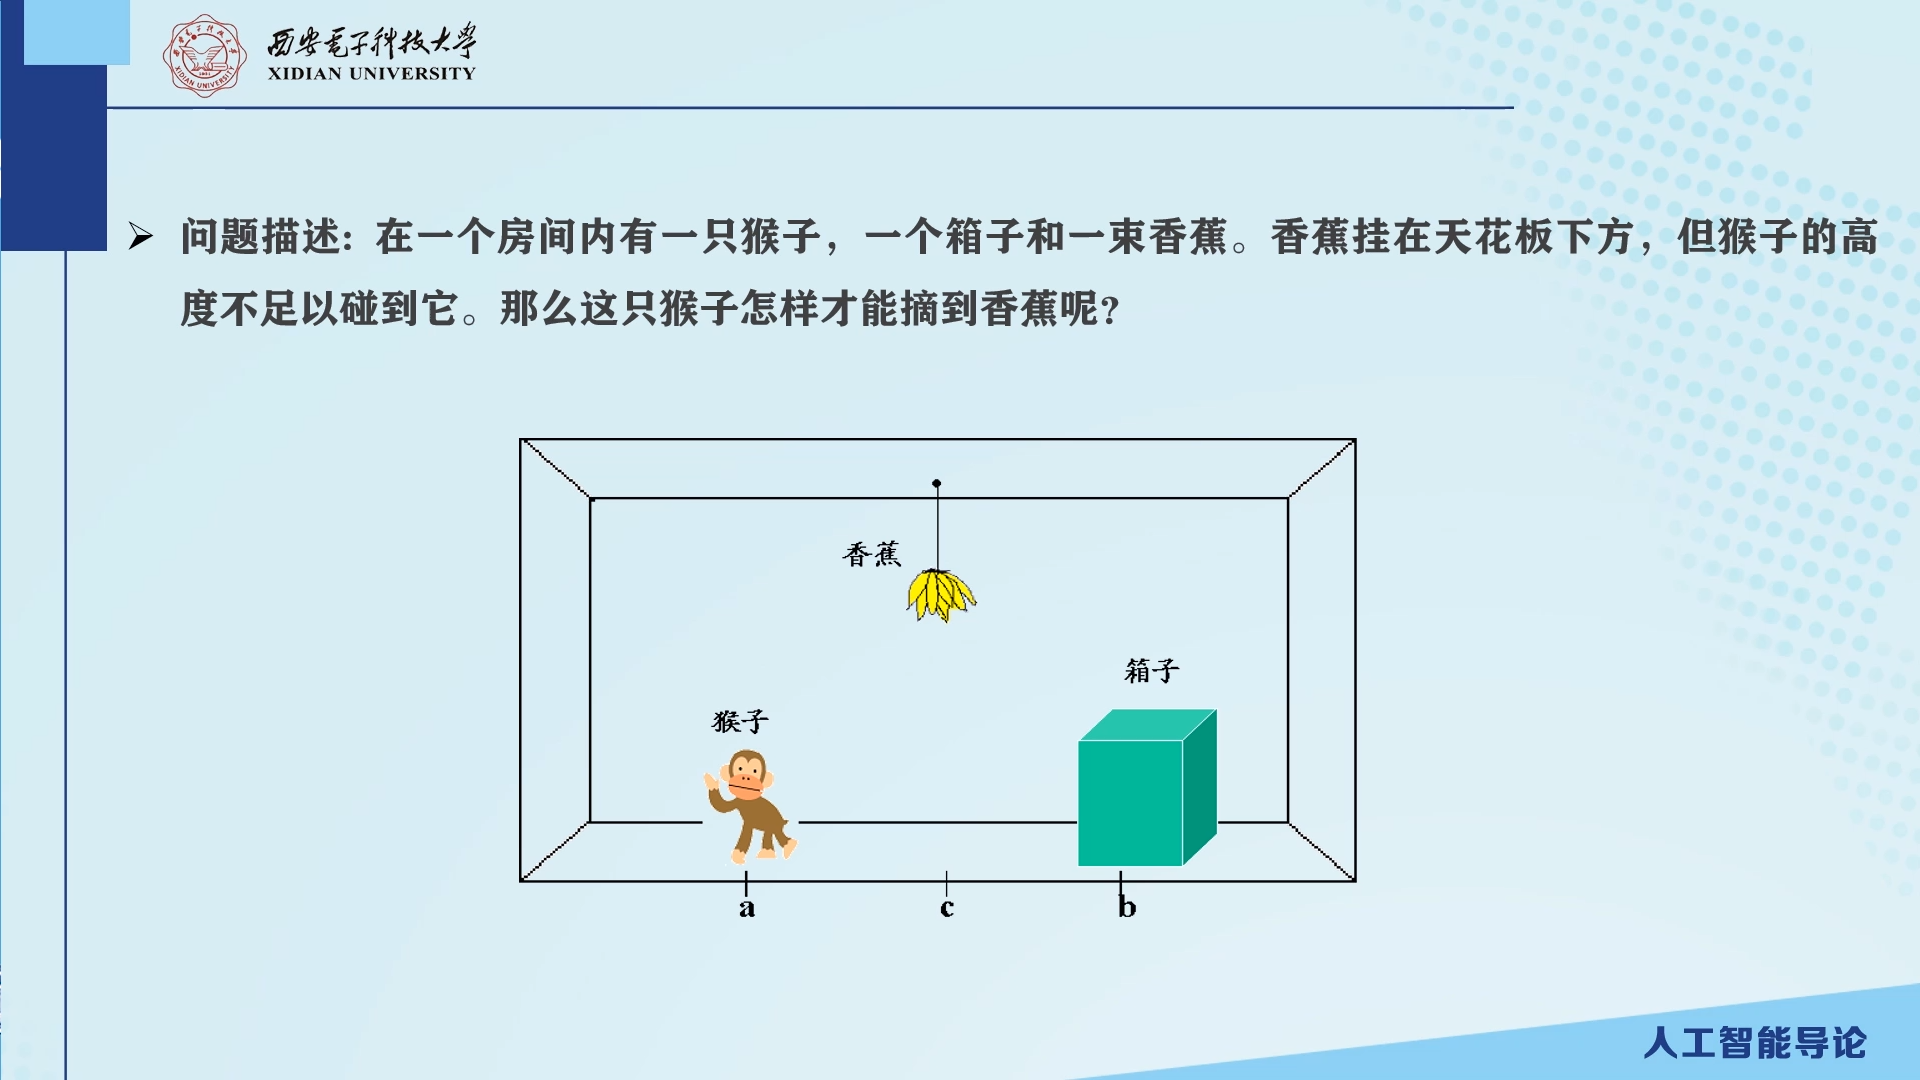 西安电子科技大学
XIDIAN UNIVERSITY
问题描述：在一个房间内有一只猴子，一个箱子和一束香蕉。香蕉挂在天花板下方，但猴子的高
度不足以碰到它。那么这只猴子怎样才能摘到香蕉呢？
香蕉
箱子
猴子
a
c
b
人工智能导论